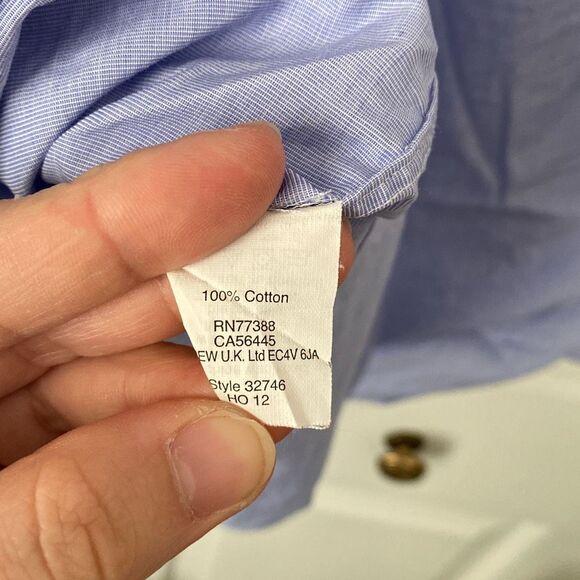 100% Cotton
RN77388
CA56445
EW U.K. Ltd EC4V 6JA
Style 32746
HO 12